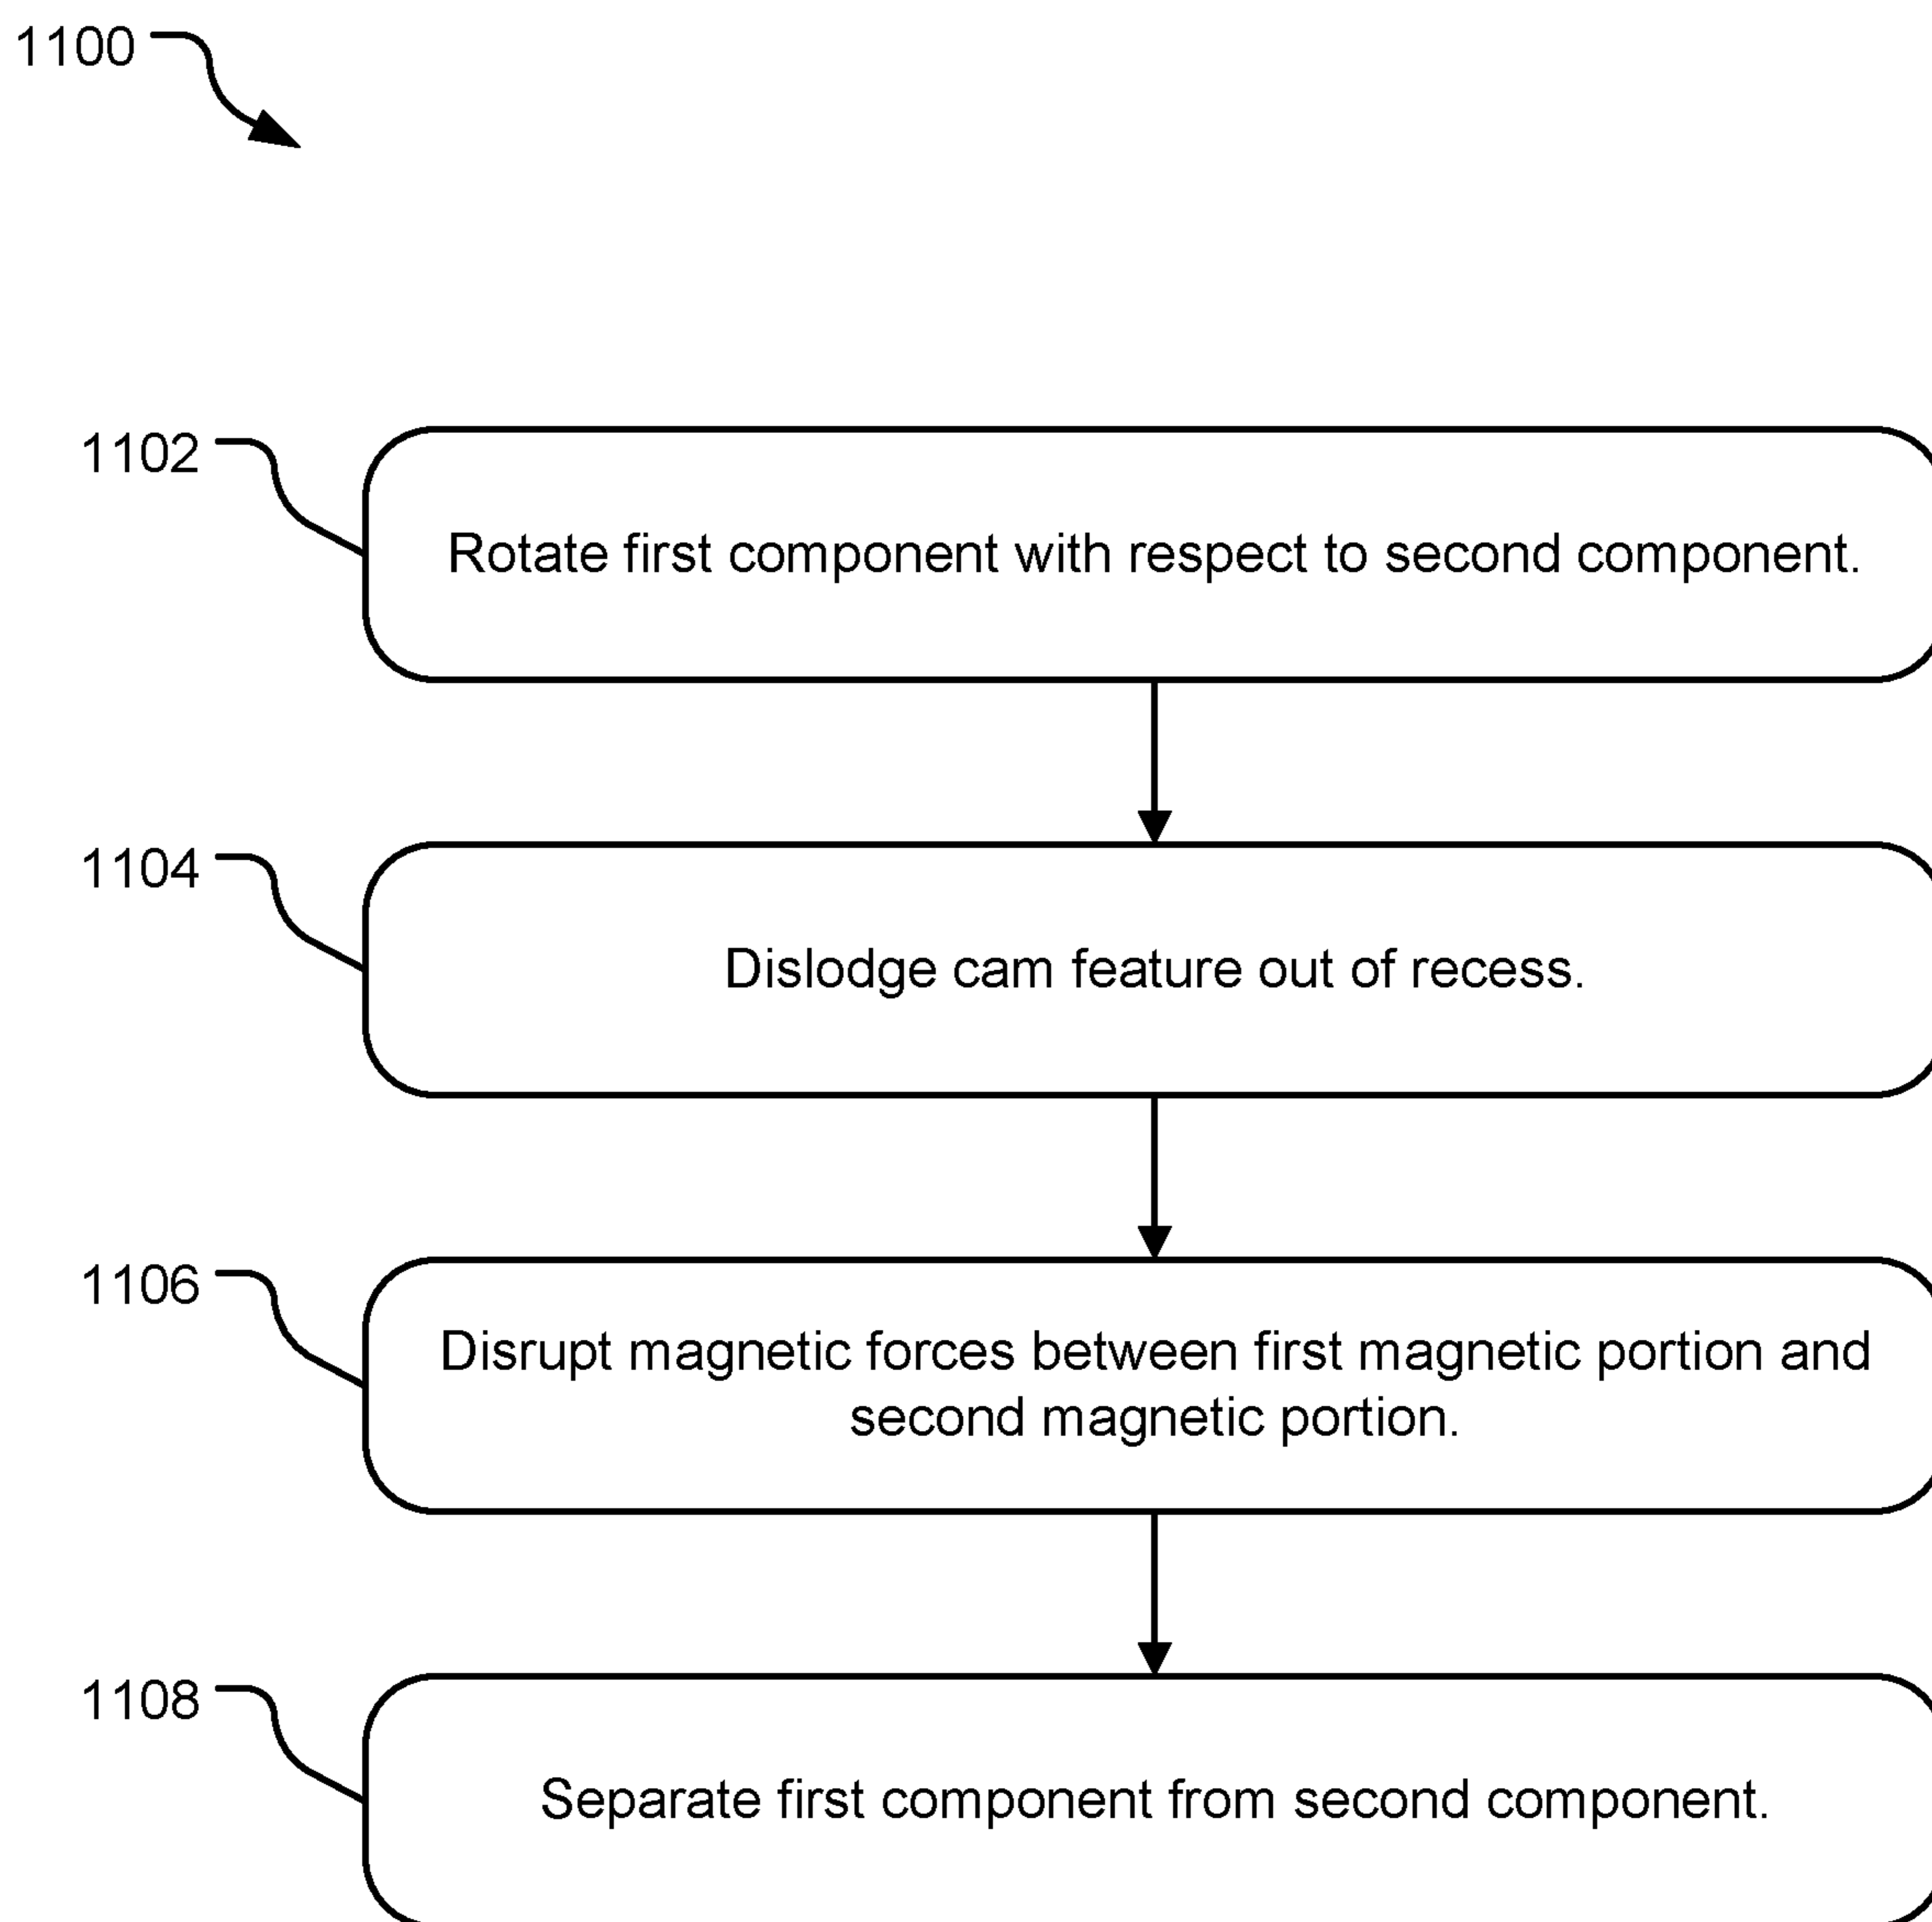 1100
1102
Rotate first component with respect to second component.
1104
Dislodge cam feature out of recess.
1106
Disrupt magnetic forces between first magnetic portion and
second magnetic portion.
1108
Separate first component from second component.